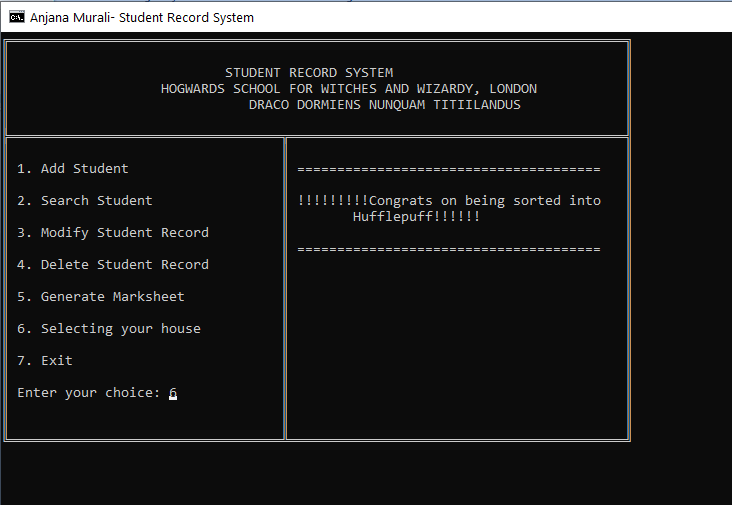 Anjana Murali- Student Record System
STUDENT RECORD SYSTEM
HOGWARDS SCHOOL FOR WITCHES AND WIZARDY, LONDON
DRACO DORMIENS NUNQUAM TITIILANDUS
1. Add Student
2. Search Student
3. Modify Student Record
4. Delete Student Record
5. Generate Marksheet
6. Selecting your house
7. Exit
Enter your choice: 6
======================================
!!!!!!!!!Congrats on being sorted into
Hufflepuff!!!!!!
======================================